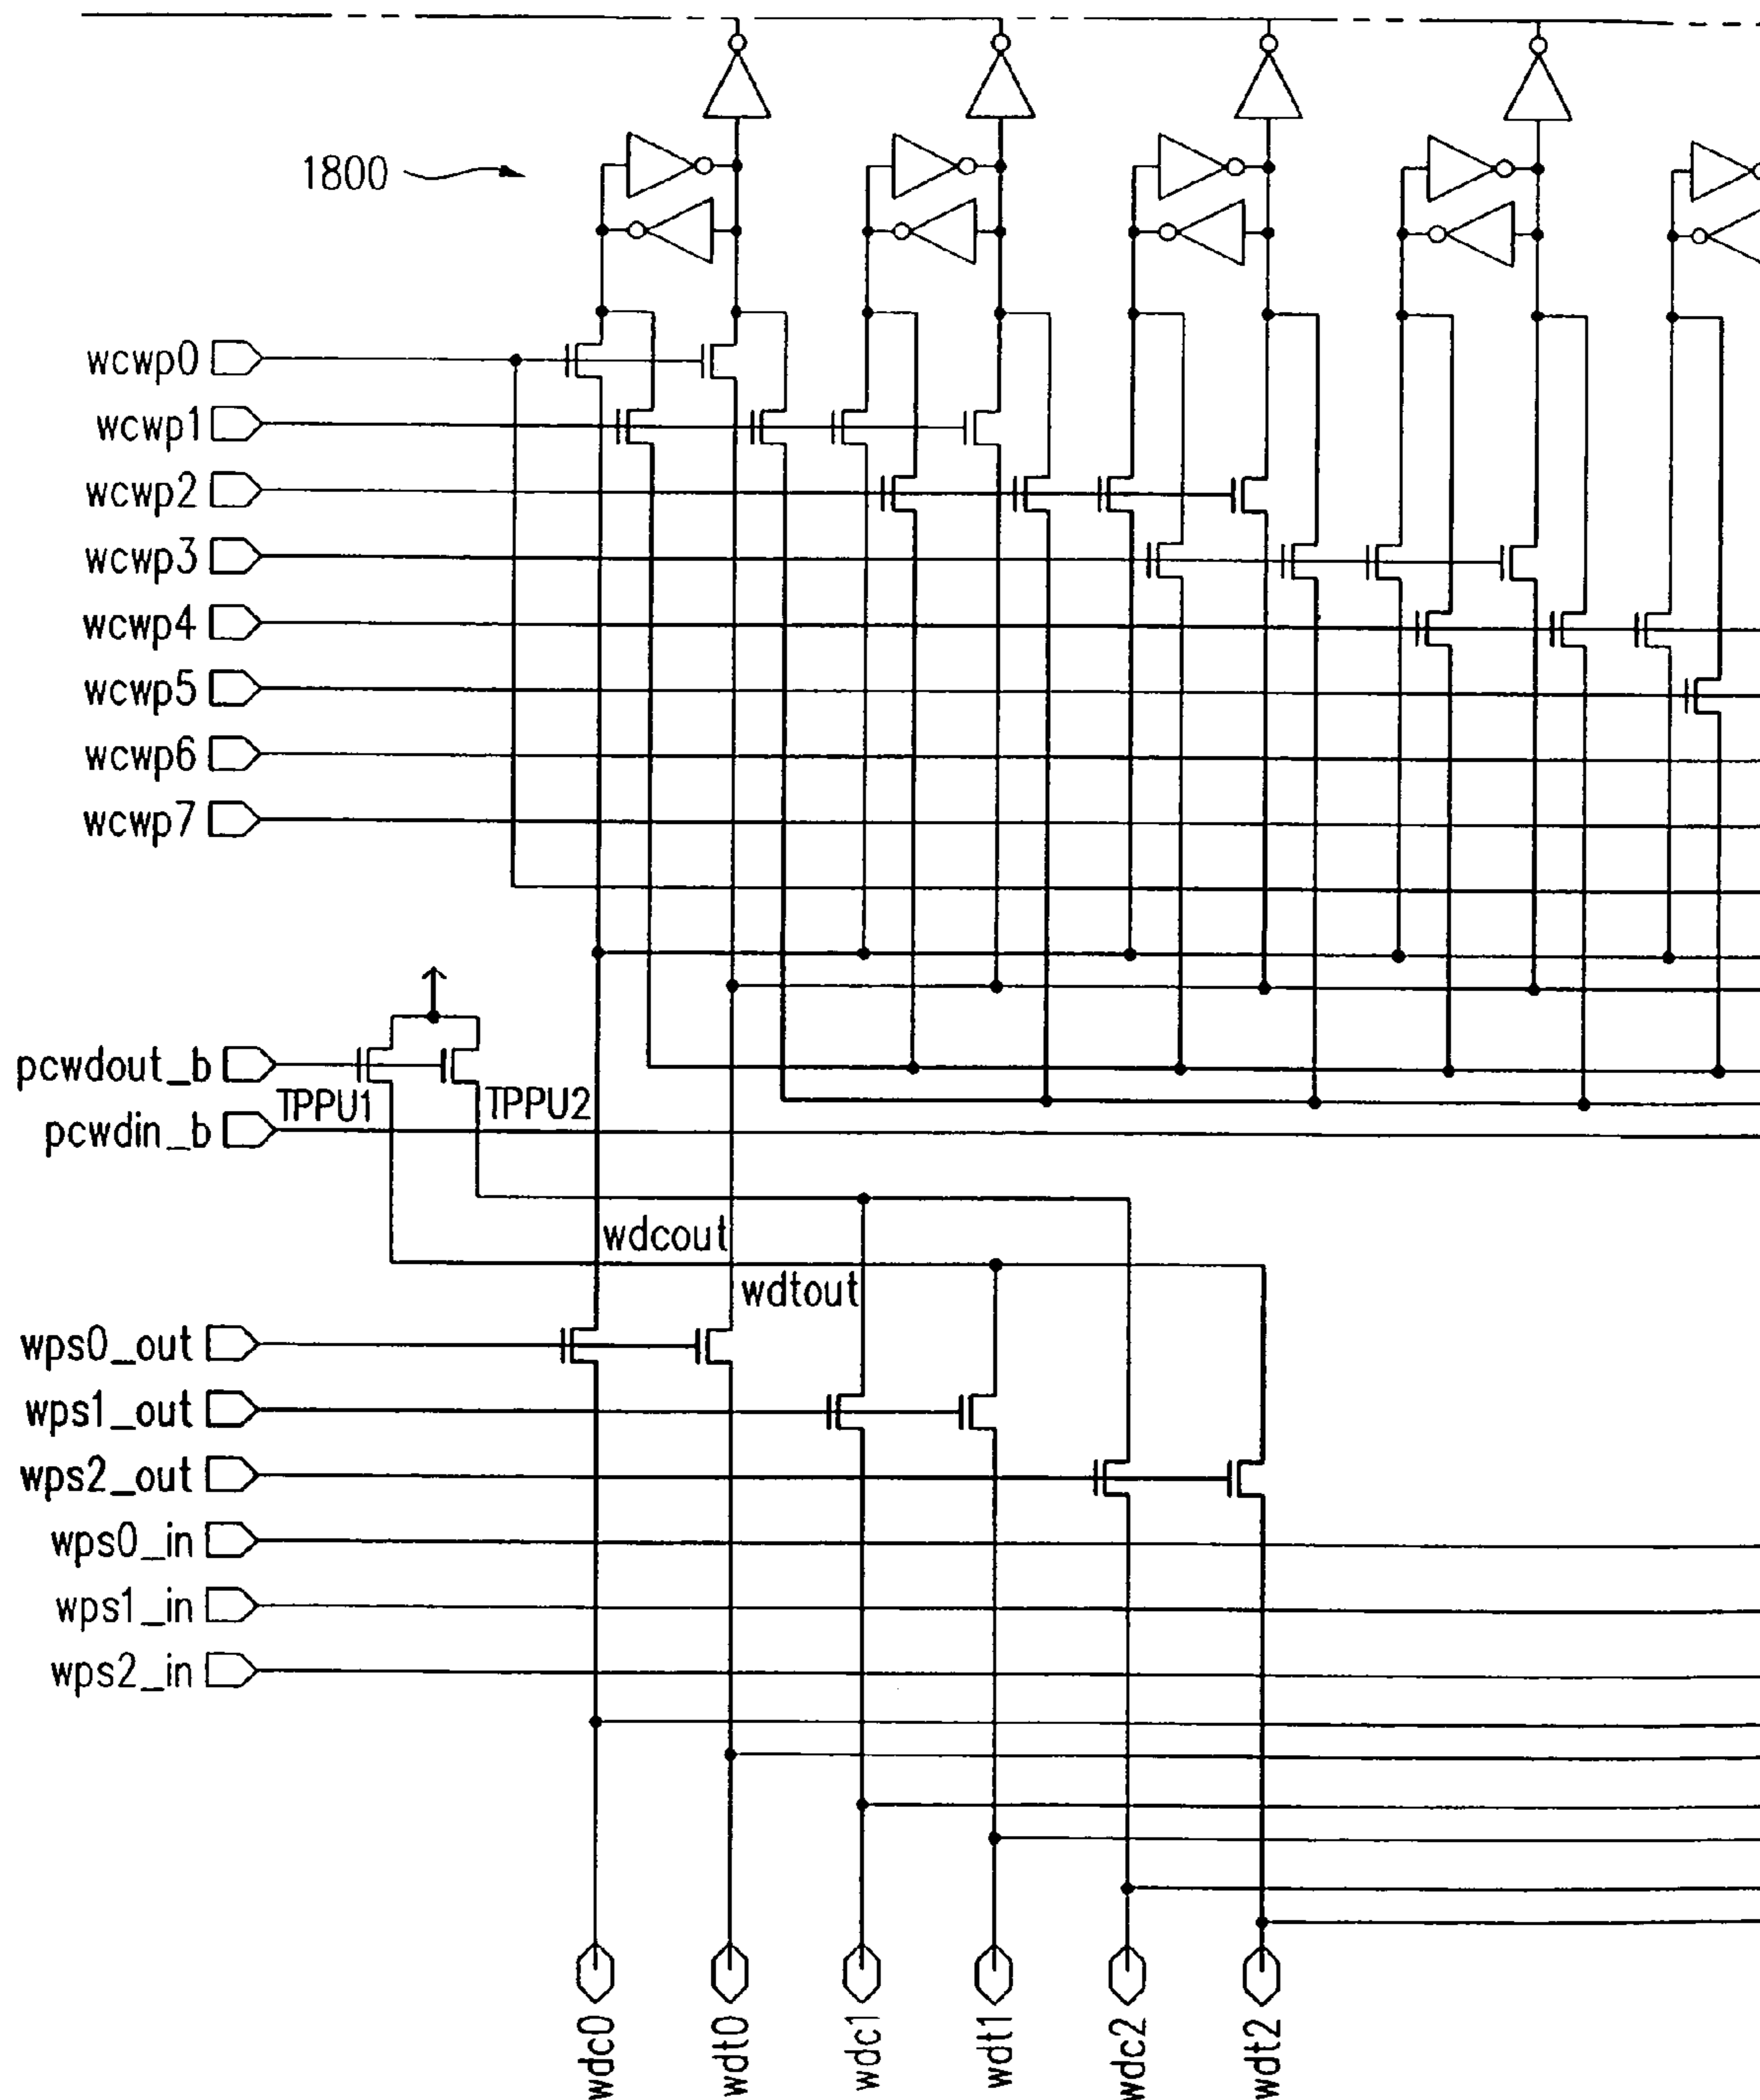 1800
wcwp0
wcwp1
wcwp2
wcwp3
wcwp4
wcwp5
wcwp6
wcwp7
pcwdout_b
TPPU1
TPPU2
pcwdin_b
wdcout
wdtout
wps0_out
wps1_out
wps2_out
wps0_in
wps1_in
wps2_in
wdc0
wdt0
wdc1
wdt1
wdc2
wdt2